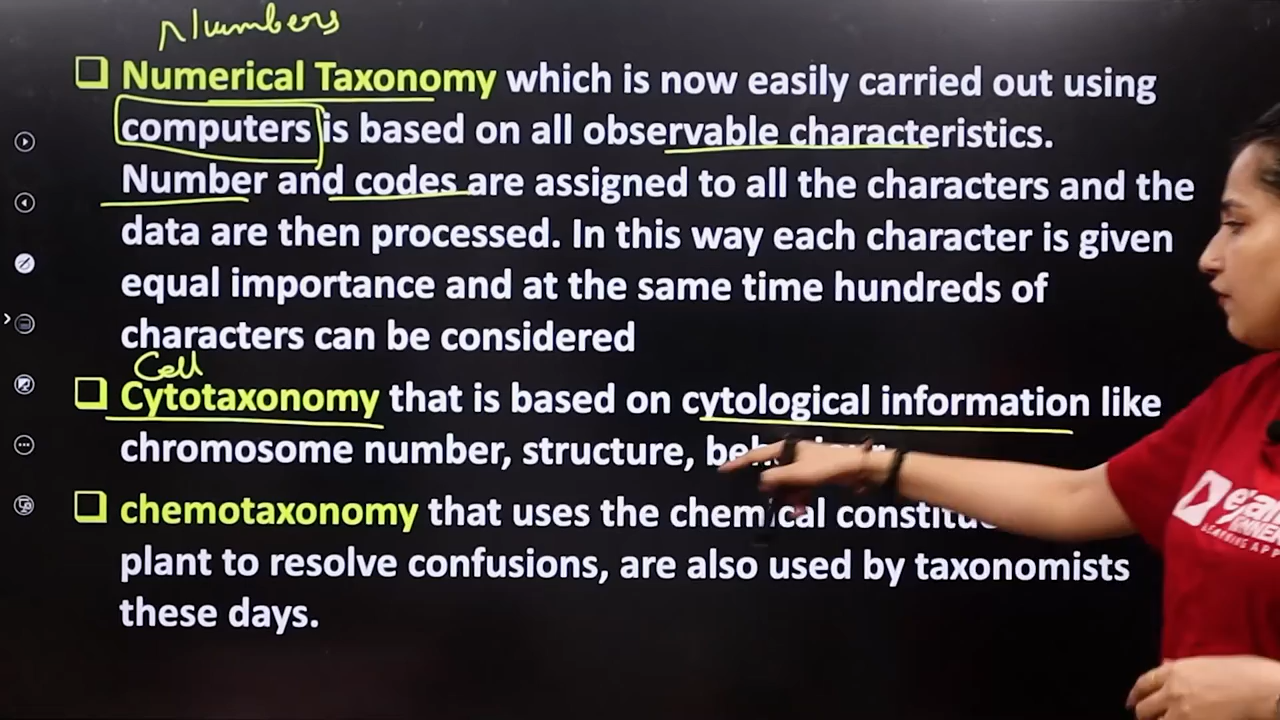 Numbers
❑ Numerical Taxonomy which is now easily carried out using
computers is based on all observable characteristics.
Number and codes are assigned to all the characters and the
data are then processed. In this way each character is given
equal importance and at the same time hundreds of
characters can be considered
Cell
❑ Cytotaxonomy that is based on cytological information like
chromosome number, structure,
❑ chemotaxonomy that uses the chemical
plant to resolve confusions, are also used by taxonomists
these days.